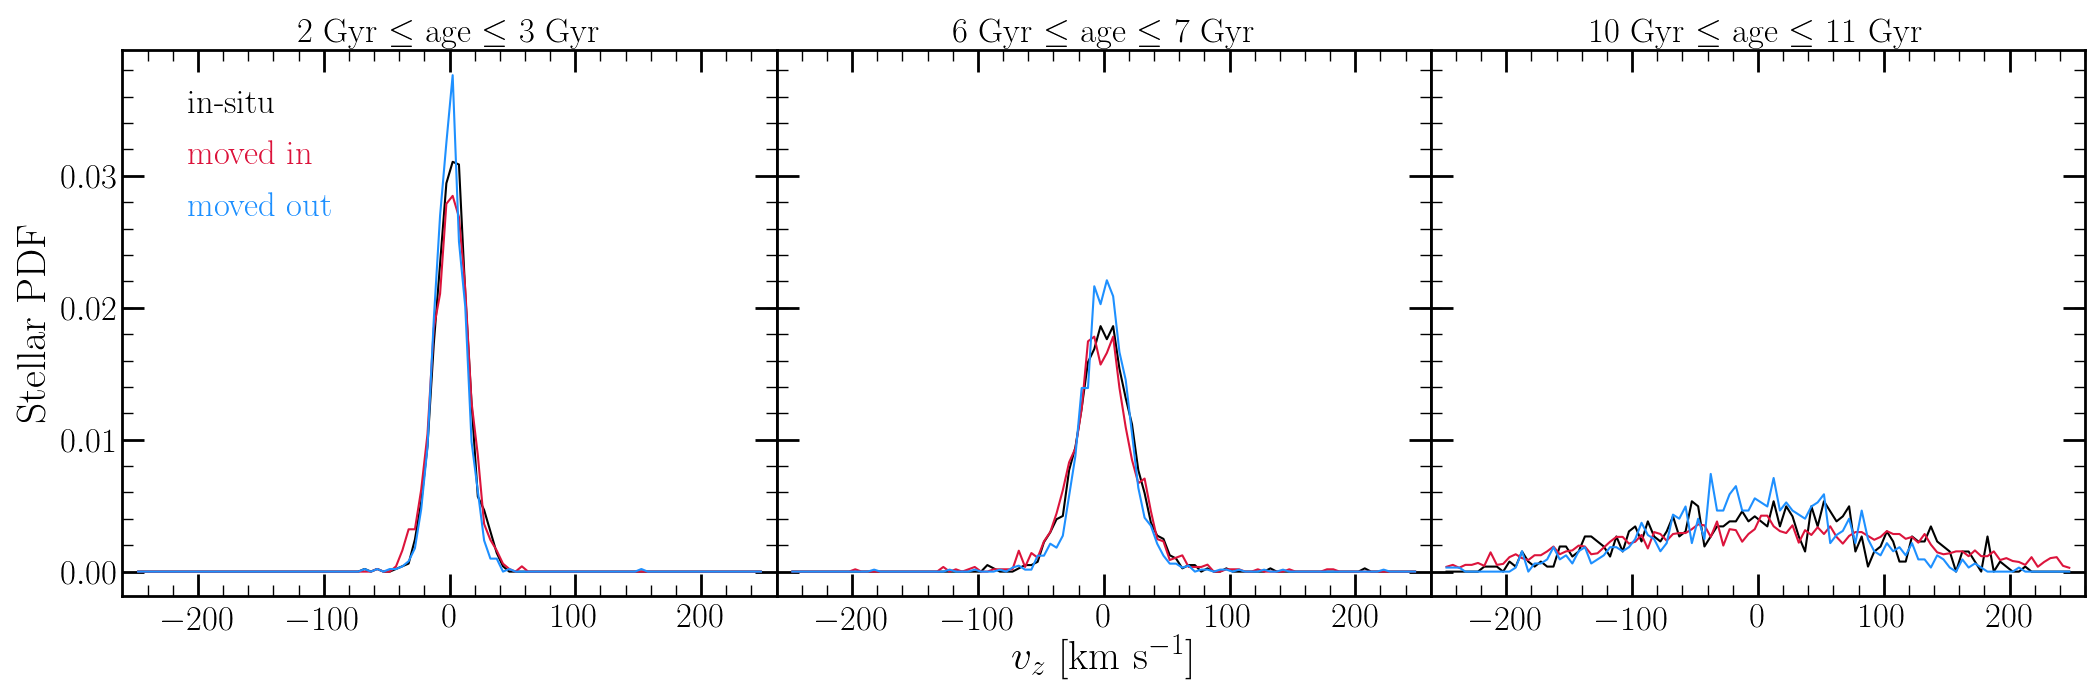 2 Gyr ≤ age ≤ 3 Gyr
6 Gyr ≤ age ≤ 7 Gyr
10 Gyr ≤ age ≤ 11 Gyr
in-situ
moved in
moved out
Stellar PDF
0.03
0.02
0.01
0.00
−200 −100 0 100 200
−200 −100 0 100 200
−200 −100 0 100 200
v_z [km s⁻¹]